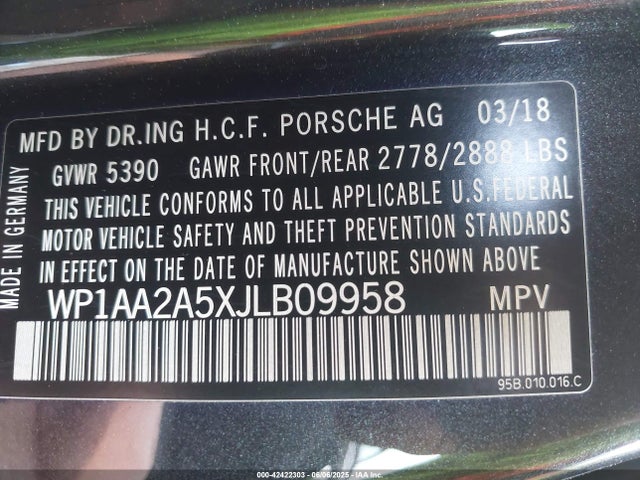 MFD BY DR.ING H.C.F. PORSCHE AG 03/18
GVWR 5390 GAWR FRONT/REAR 2778/2888 LBS
THIS VEHICLE CONFORMS TO ALL APPLICABLE U.S.FEDERAL
MOTOR VEHICLE SAFETY AND THEFT PREVENTION STANDARDS
IN EFFECT ON THE DATE OF MANUFACTURE SHOWN ABOVE
WP1AA2A5XJLB09958 MPV
95B.010.016.C
MADE IN GERMANY
000-42422303 - 06/06/2025 - IAA Inc.